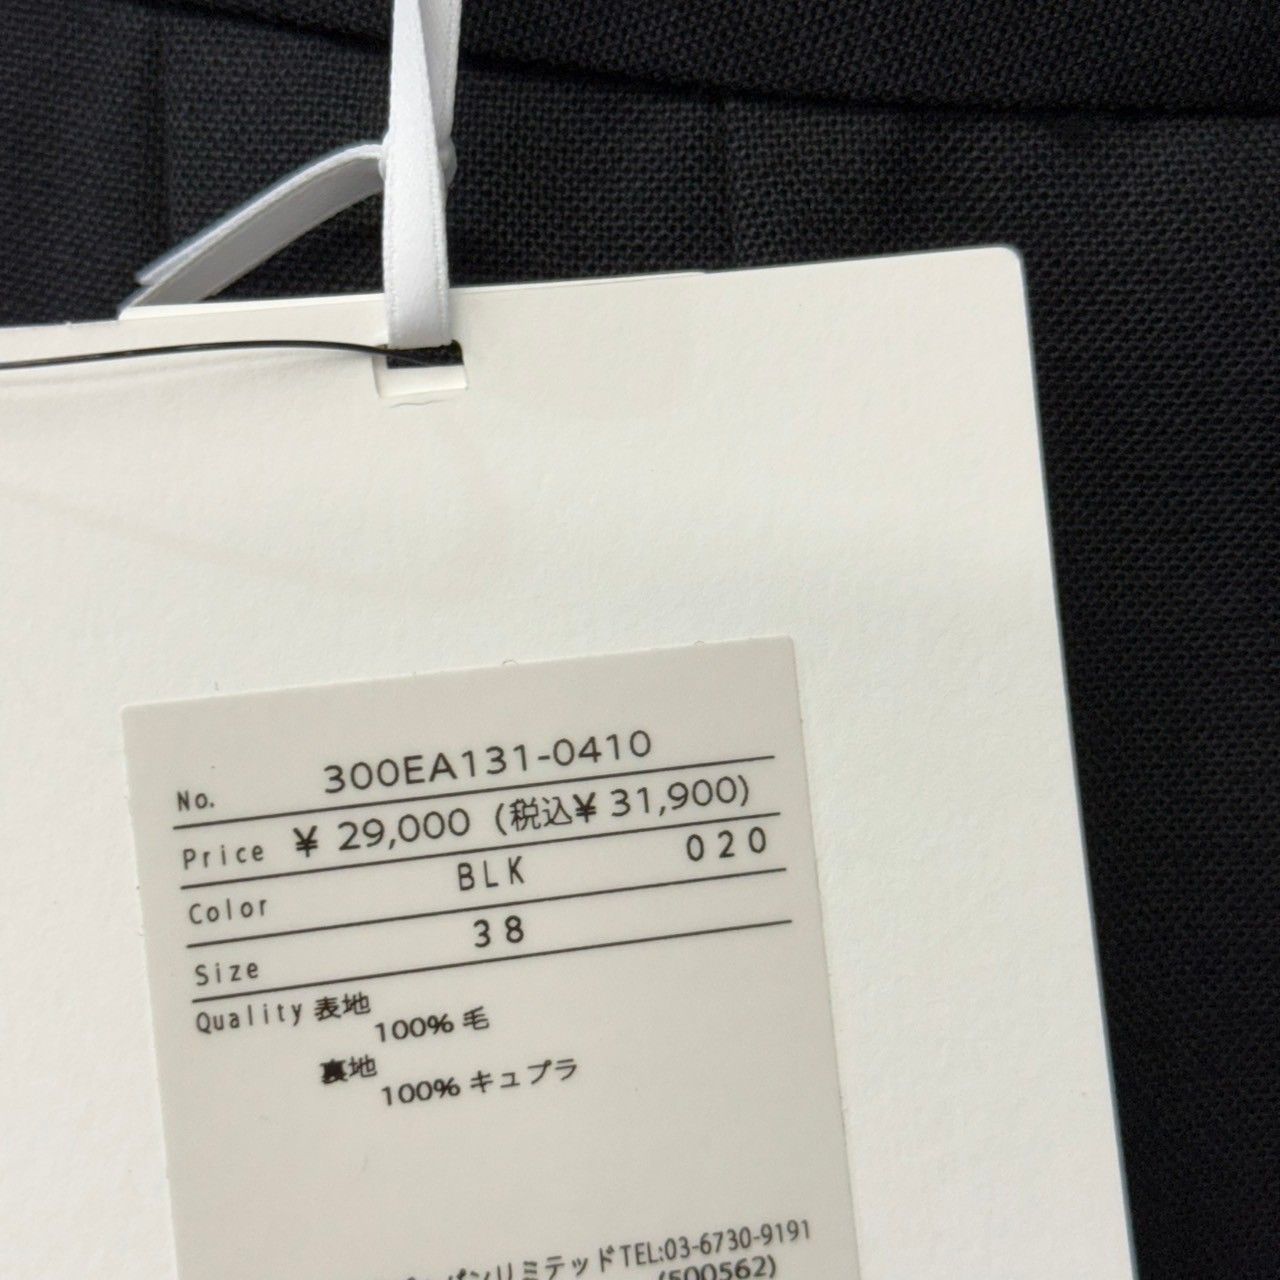 No. 300EA131-0410
Price ¥ 29,000 (税込¥ 31,900)
Color BLK 020
Size 38
Quality 表地
100% 毛
裏地
100% キュプラ
パンリミテッド TEL:03-6730-9191
(500562)